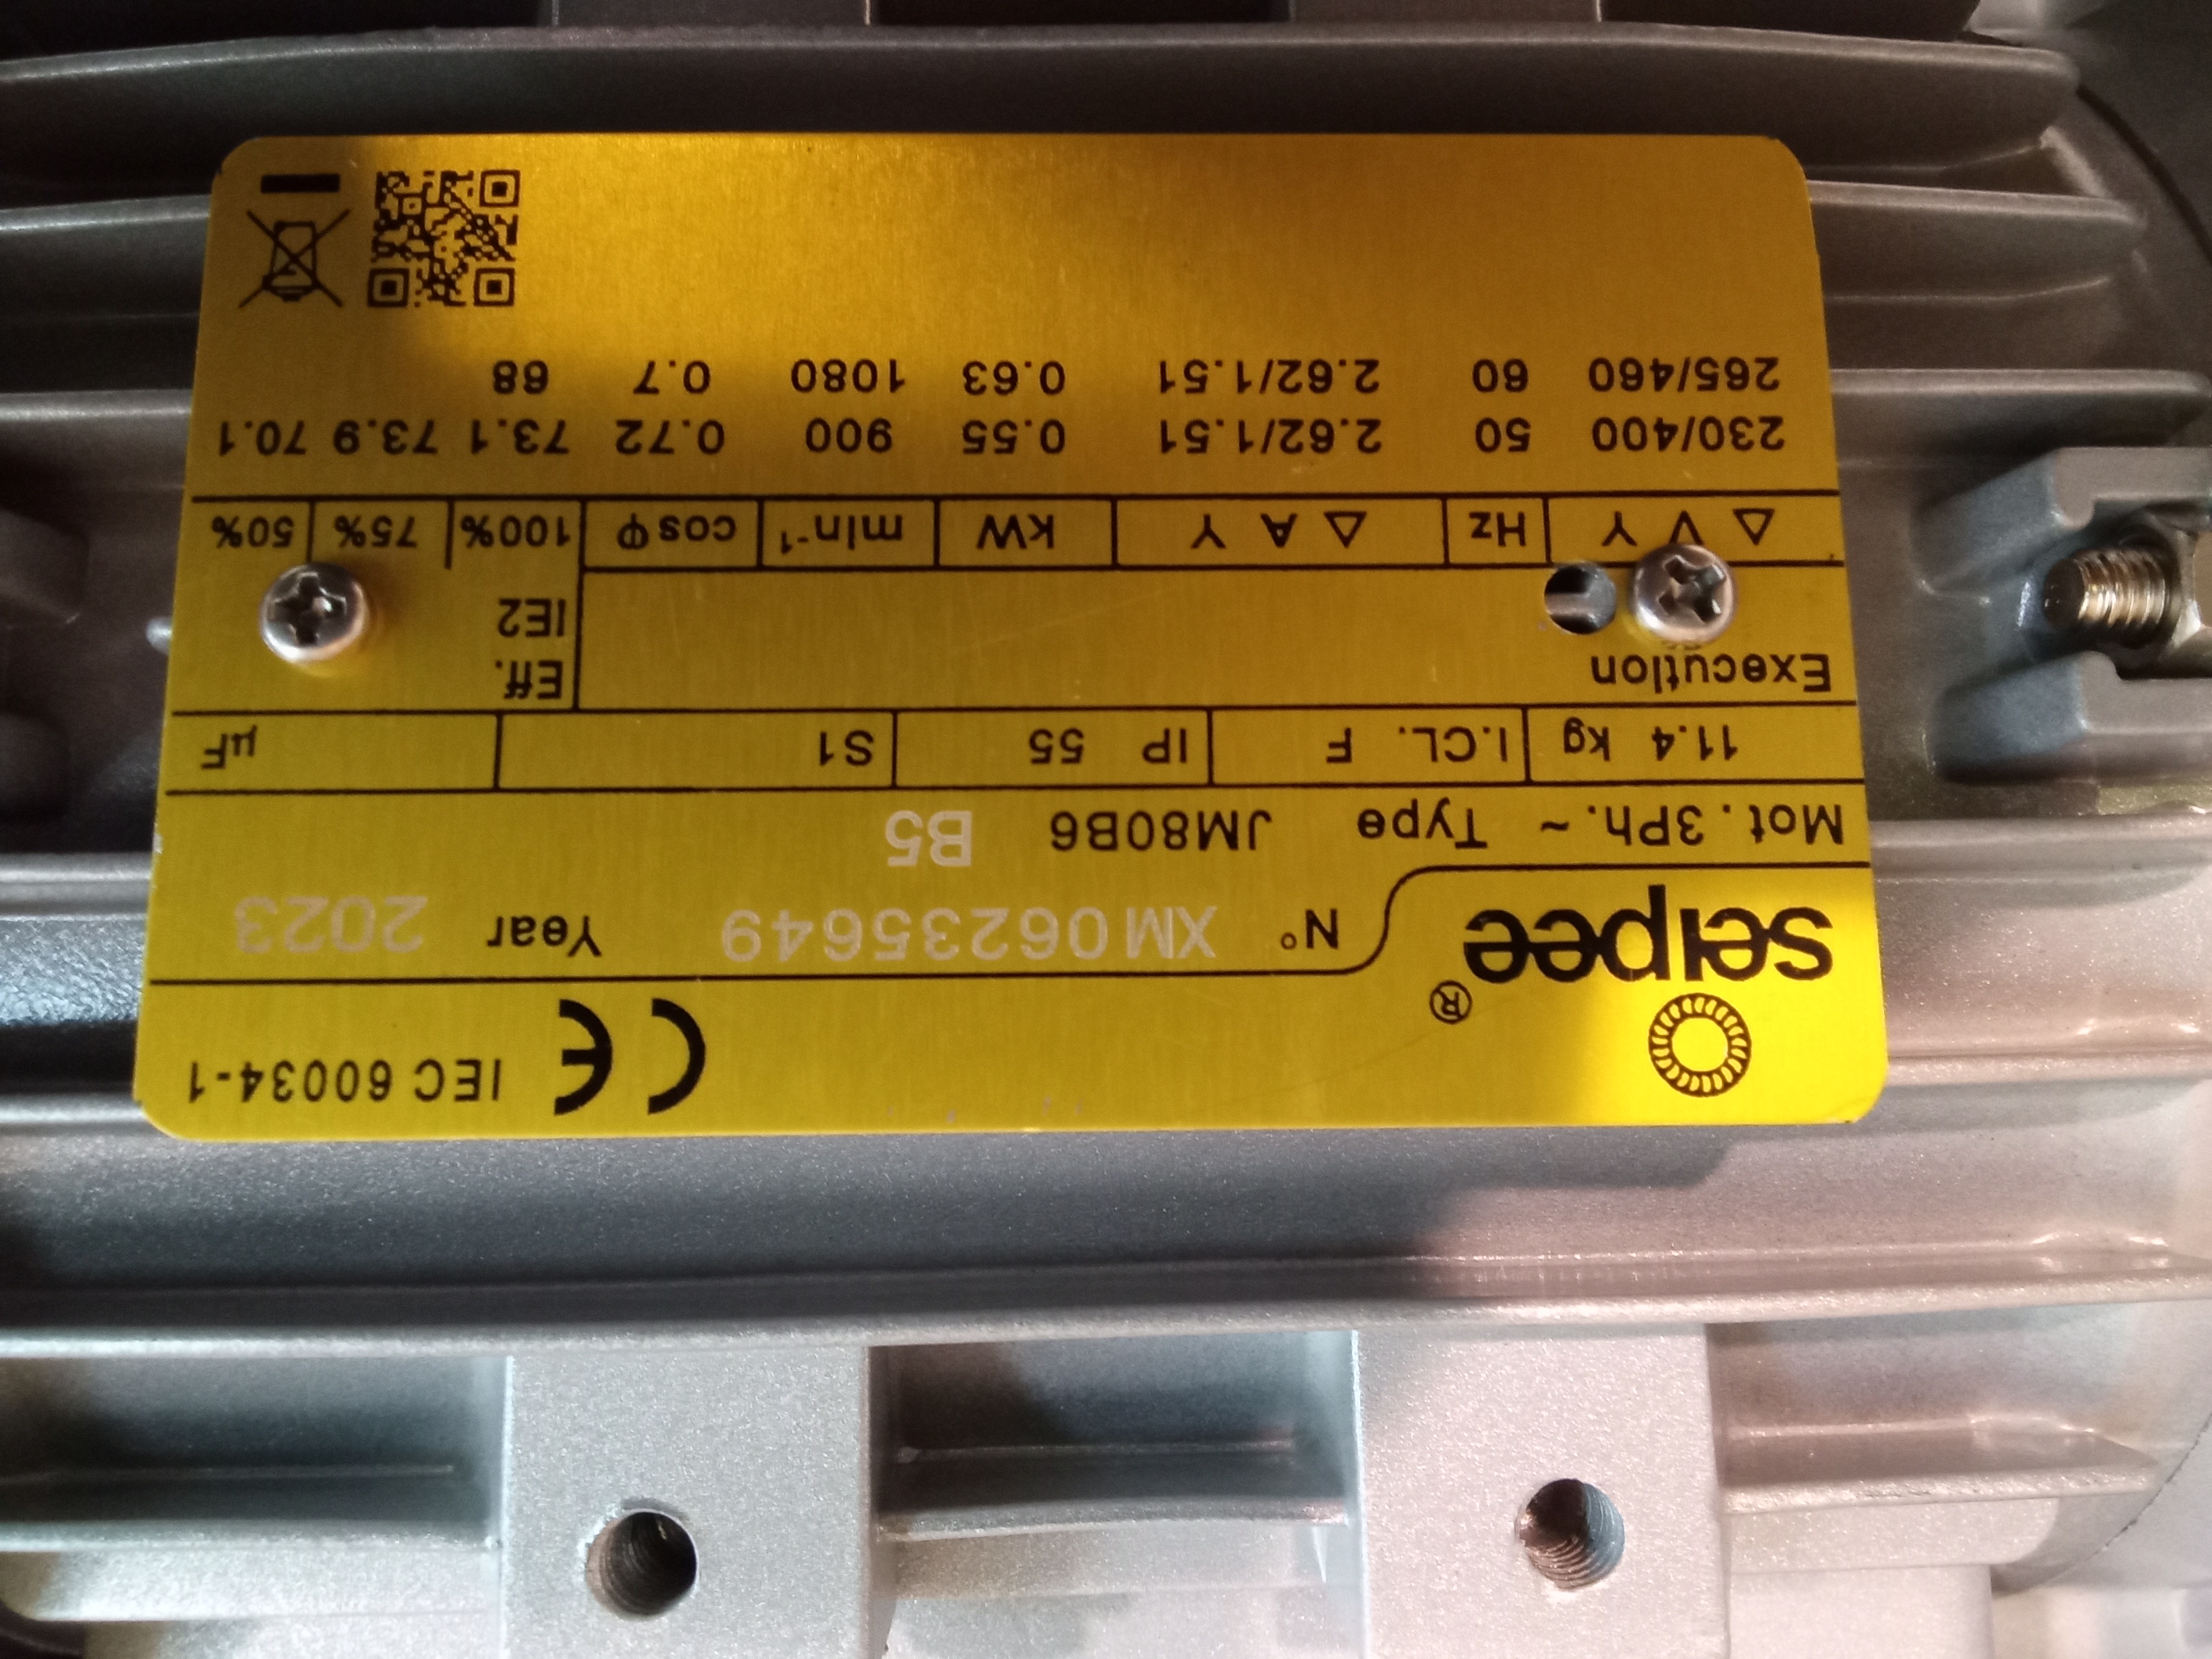 IEC 60034-1
seipee ®
N° XM06235649 Year 2023
Mot. 3Ph. ~ Type JM80B6 B5
11.4 kg I.CL. F IP 55 S1 µF
Execution Eff.
IE2
Δ V Y Hz Δ A Y kW min-1 cosφ 100% 75% 50%
230/400 50 2.62/1.51 0.55 900 0.72 73.1 73.9 70.1
265/460 60 2.62/1.51 0.63 1080 0.7 68